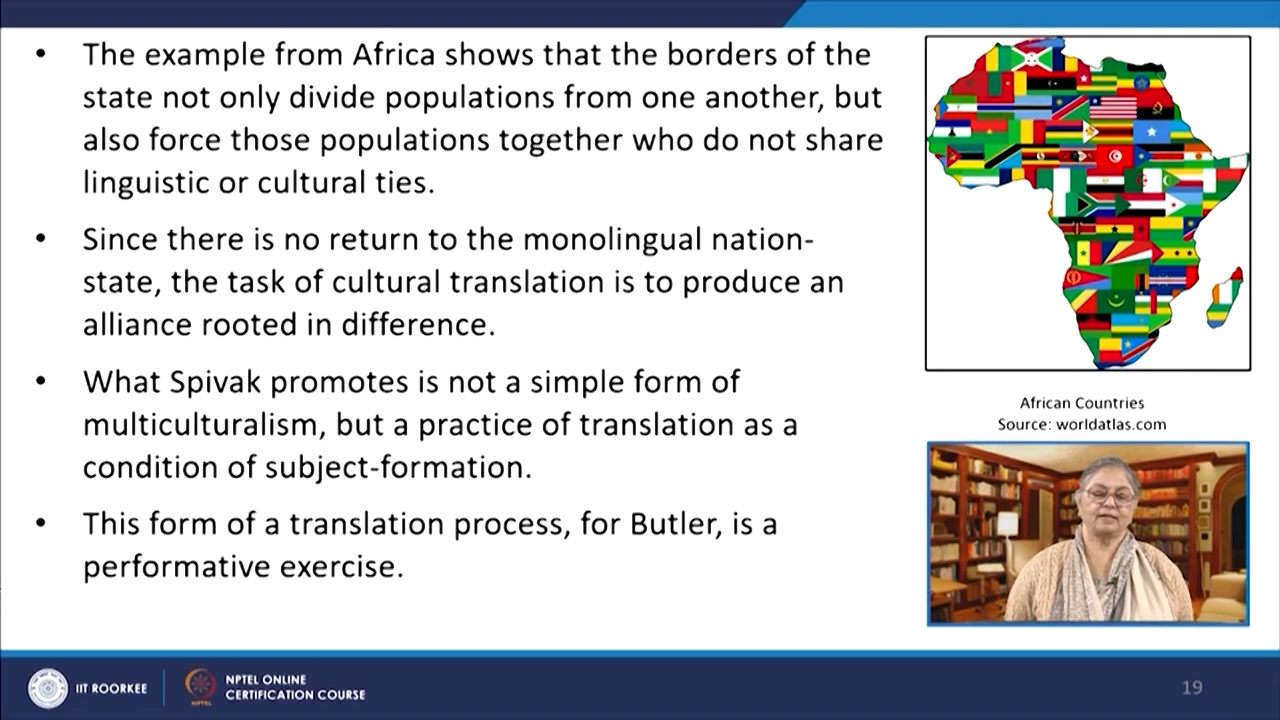 • The example from Africa shows that the borders of the
state not only divide populations from one another, but
also force those populations together who do not share
linguistic or cultural ties.
• Since there is no return to the monolingual nation-
state, the task of cultural translation is to produce an
alliance rooted in difference.
• What Spivak promotes is not a simple form of
multiculturalism, but a practice of translation as a
condition of subject-formation.
• This form of a translation process, for Butler, is a
performative exercise.
African Countries
Source: worldatlas.com
IIT ROORKEE
NPTEL
NPTEL ONLINE
CERTIFICATION COURSE
19